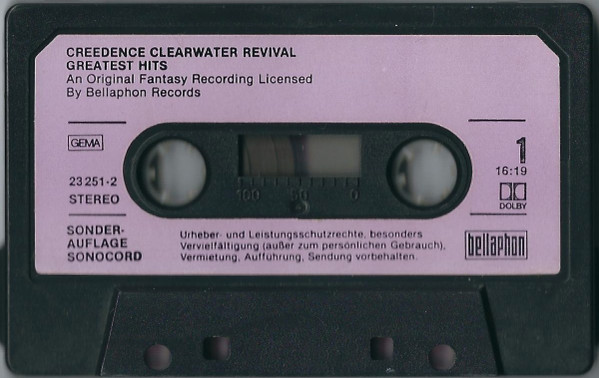 CREEDENCE CLEARWATER REVIVAL
GREATEST HITS
An Original Fantasy Recording Licensed
By Bellaphon Records
GEMA
1
16:19
23 251-2
STEREO
DOLBY
100 50 0
SONDER-
AUFLAGE
SONOCORD
Urheber- und Leistungsschutzrechte, besonders
Vervielfältigung (außer zum persönlichen Gebrauch),
Vermietung, Aufführung, Sendung vorbehalten.
bellaphon